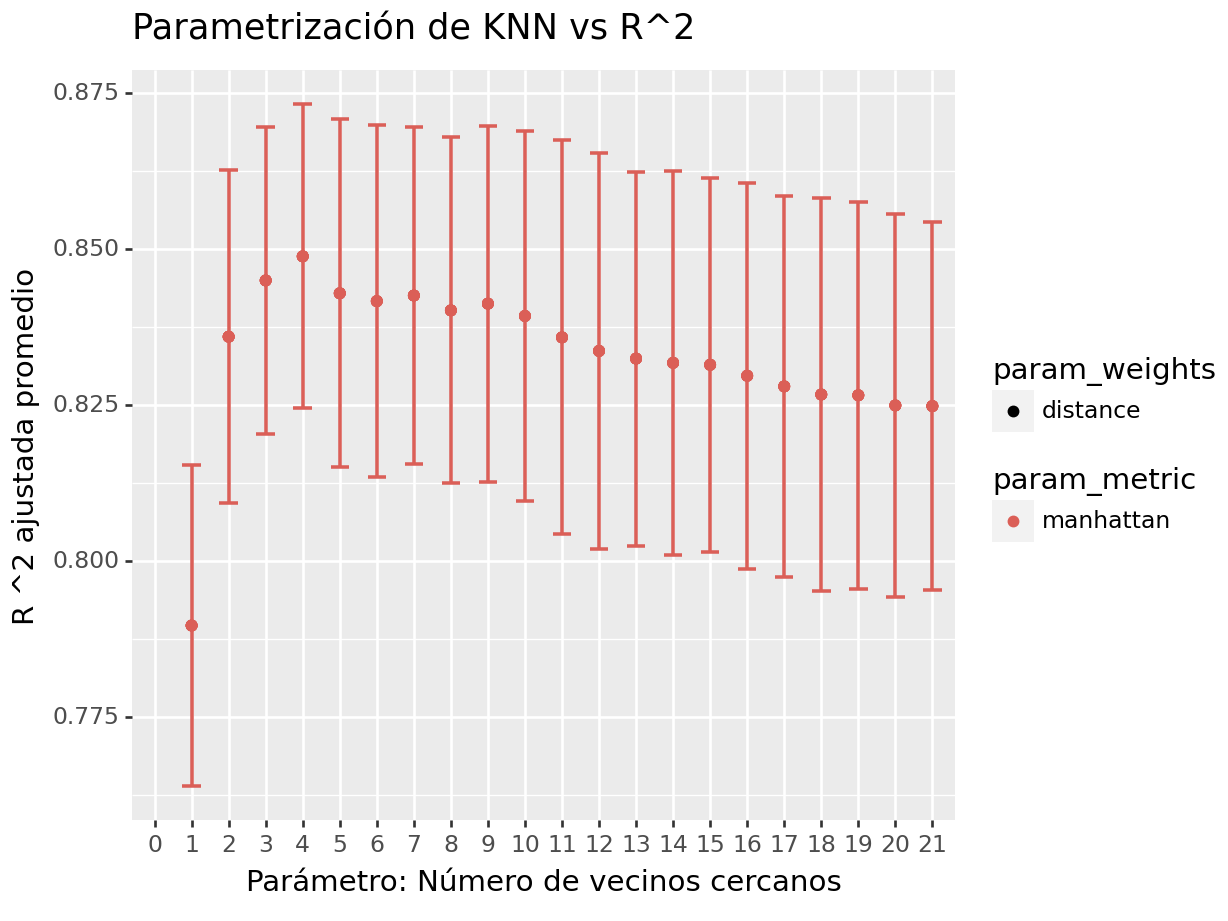 Parametrización de KNN vs R^2
R ^2 ajustada promedio
0.875
0.850
0.825
0.800
0.775
0 1 2 3 4 5 6 7 8 9 10 11 12 13 14 15 16 17 18 19 20 21
Parámetro: Número de vecinos cercanos
param_weights
distance
param_metric
manhattan